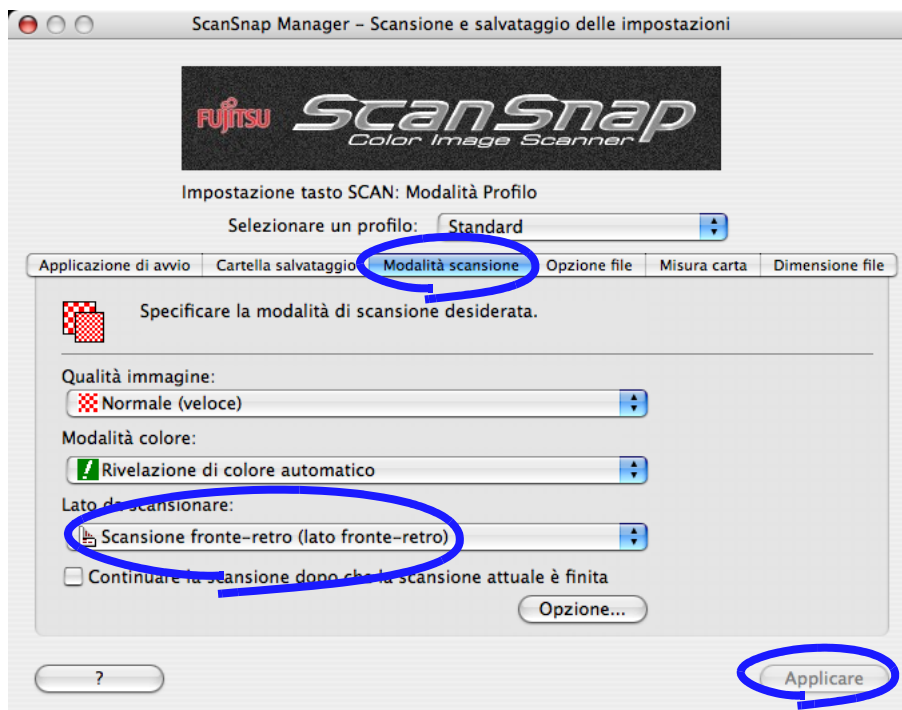 ScanSnap Manager – Scansione e salvataggio delle impostazioni
FUJITSU ScanSnap
Color Image Scanner
Impostazione tasto SCAN: Modalità Profilo
Selezionare un profilo: Standard
Applicazione di avvio Cartella salvataggio Modalità scansione Opzione file Misura carta Dimensione file
Specificare la modalità di scansione desiderata.
Qualità immagine:
Normale (veloce)
Modalità colore:
Rivelazione di colore automatico
Lato da scansionare:
Scansione fronte-retro (lato fronte-retro)
Continuare la scansione dopo che la scansione attuale è finita
Opzione...
? Applicare